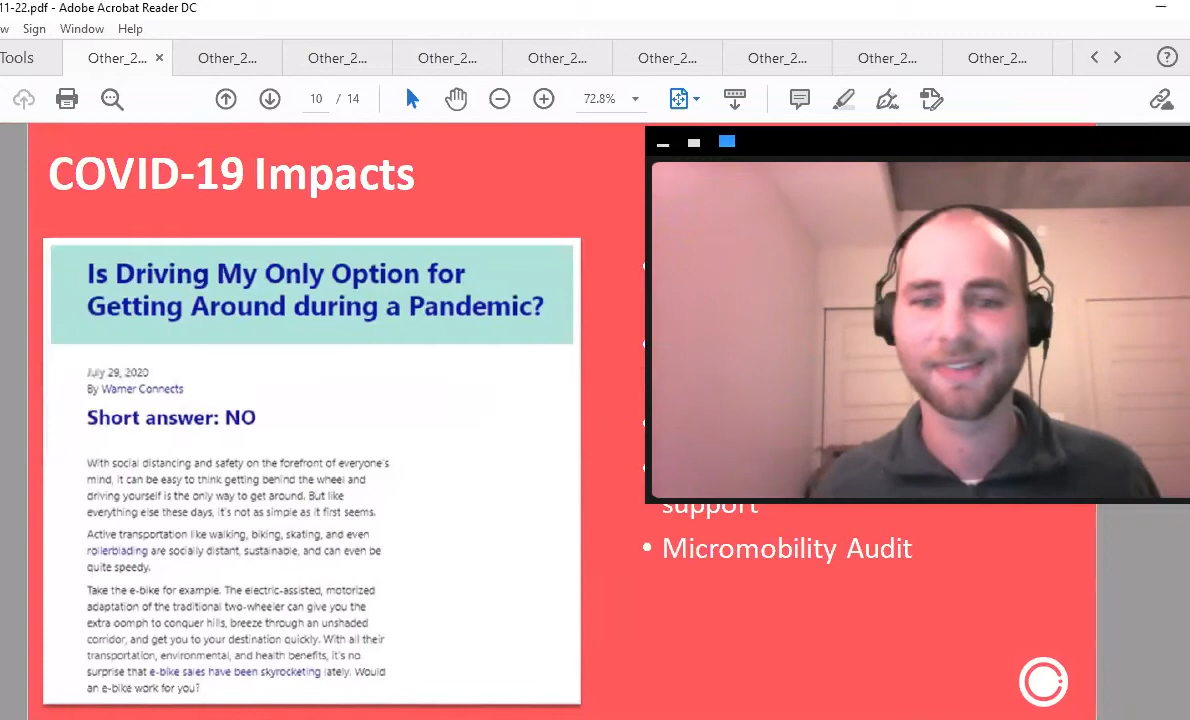 11-22.pdf - Adobe Acrobat Reader DC
w Sign Window Help
Tools Other_2... × Other_2... Other_2... Other_2... Other_2... Other_2... Other_2... Other_2... Other_2...
10 / 14 72.8%
COVID-19 Impacts
Is Driving My Only Option for
Getting Around during a Pandemic?
July 29, 2020
By Warner Connects
Short answer: NO
With social distancing and safety on the forefront of everyone's
mind, it can be easy to think getting behind the wheel and
driving yourself is the only way to get around. But like
everything else these days, it's not as simple as it first seems.
Active transportation like walking, biking, skating, and even
rollerblading are socially distant, sustainable, and can even be
quite speedy.
Take the e-bike for example. The electric-assisted, motorized
adaptation of the traditional two-wheeler can give you the
extra oomph to conquer hills, breeze through an unshaded
corridor, and get you to your destination quickly. With all their
transportation, environmental, and health benefits, it's no
surprise that e-bike sales have been skyrocketing lately. Would
an e-bike work for you?
support
• Micromobility Audit